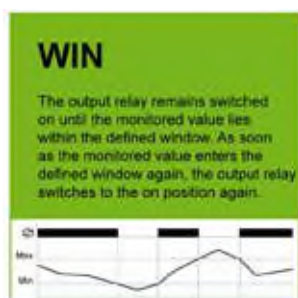 WIN
The output relay remains switched
on until the monitored value lies
within the defined window. As soon
as the monitored value enters the
defined window again, the output relay
switches to the on position again.
Max
Min